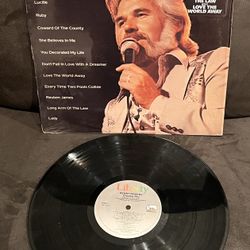 Lucille
Ruby
Coward Of The County
She Believes In Me
You Decorated My Life
Don't Fall In Love With A Dreamer
Love The World Away
Every Time Two Fools Collide
Reuben James
Long Arm Of The Law
Lady
THE LAW
LOVE THE
WORLD AWAY
Liberty